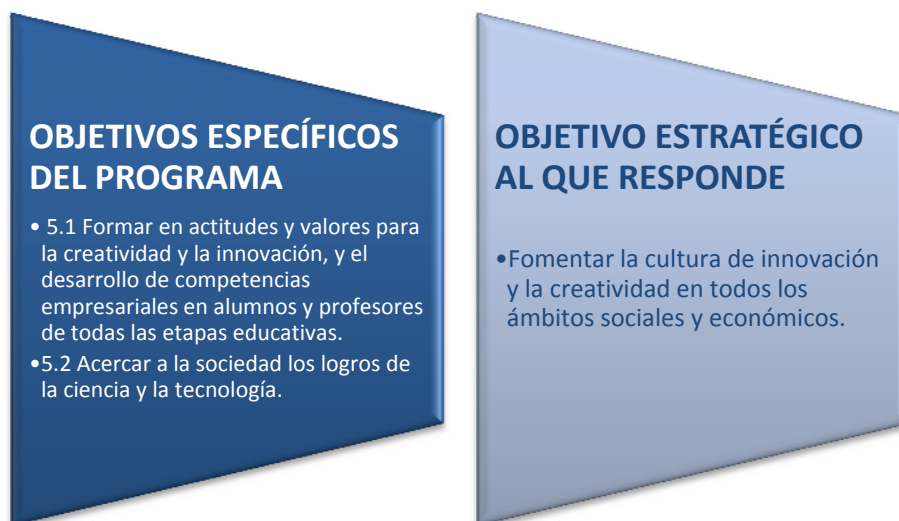 OBJETIVOS ESPECÍFICOS
DEL PROGRAMA
• 5.1 Formar en actitudes y valores para
la creatividad y la innovación, y el
desarrollo de competencias
empresariales en alumnos y profesores
de todas las etapas educativas.
•5.2 Acercar a la sociedad los logros de
la ciencia y la tecnología.
OBJETIVO ESTRATÉGICO
AL QUE RESPONDE
•Fomentar la cultura de innovación
y la creatividad en todos los
ámbitos sociales y económicos.